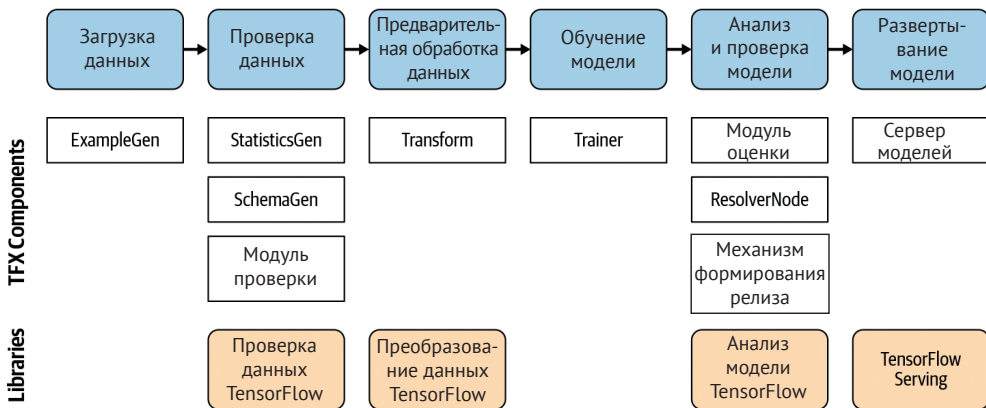 Загрузка
данных
Проверка
данных
Предваритель-
ная обработка
данных
Обучение
модели
Анализ
и проверка
модели
Разверты-
вание
модели
TFX Components
ExampleGen
StatisticsGen
Transform
Trainer
Модуль
оценки
Сервер
моделей
SchemaGen
ResolverNode
Модуль
проверки
Механизм
формирования
релиза
Libraries
Проверка
данных
TensorFlow
Преобразова-
ние данных
TensorFlow
Анализ
модели
TensorFlow
TensorFlow
Serving